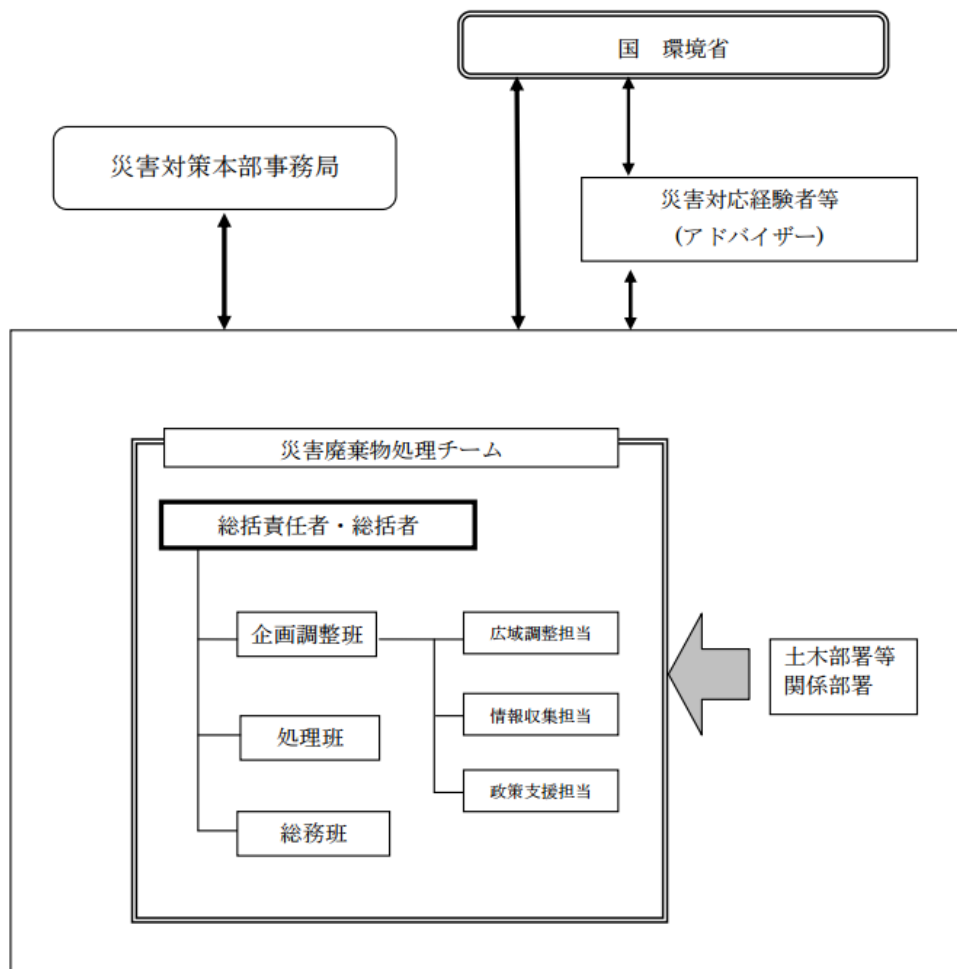 国　環境省
災害対策本部事務局
災害対応経験者等
(アドバイザー)
災害廃棄物処理チーム
総括責任者・総括者
企画調整班
広域調整担当
土木部署等
関係部署
情報収集担当
処理班
政策支援担当
総務班